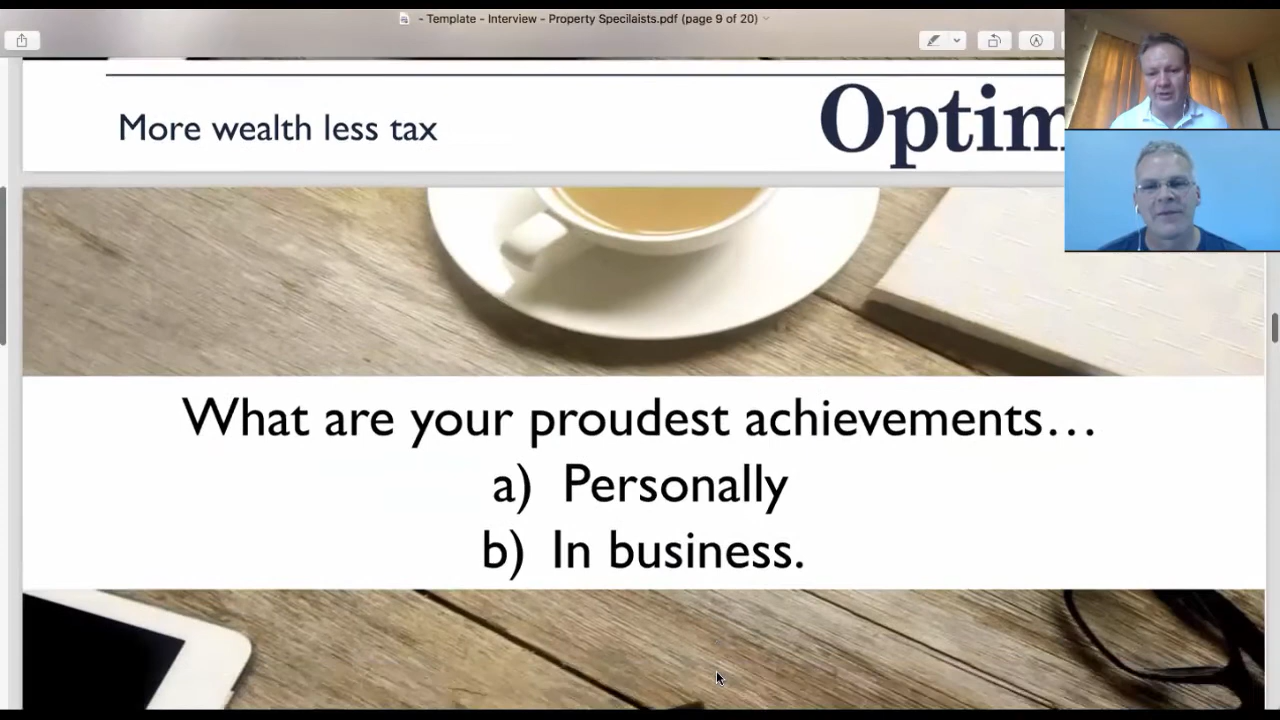 - Template - Interview - Property Specilaists.pdf (page 9 of 20)
More wealth less tax
Optim
What are your proudest achievements...
a) Personally
b) In business.